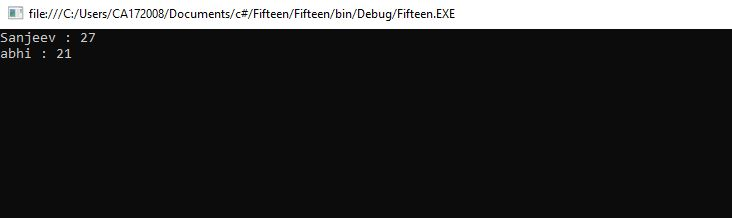 file:///C:/Users/CA172008/Documents/c#/Fifteen/Fifteen/bin/Debug/Fifteen.EXE
Sanjeev : 27
abhi : 21